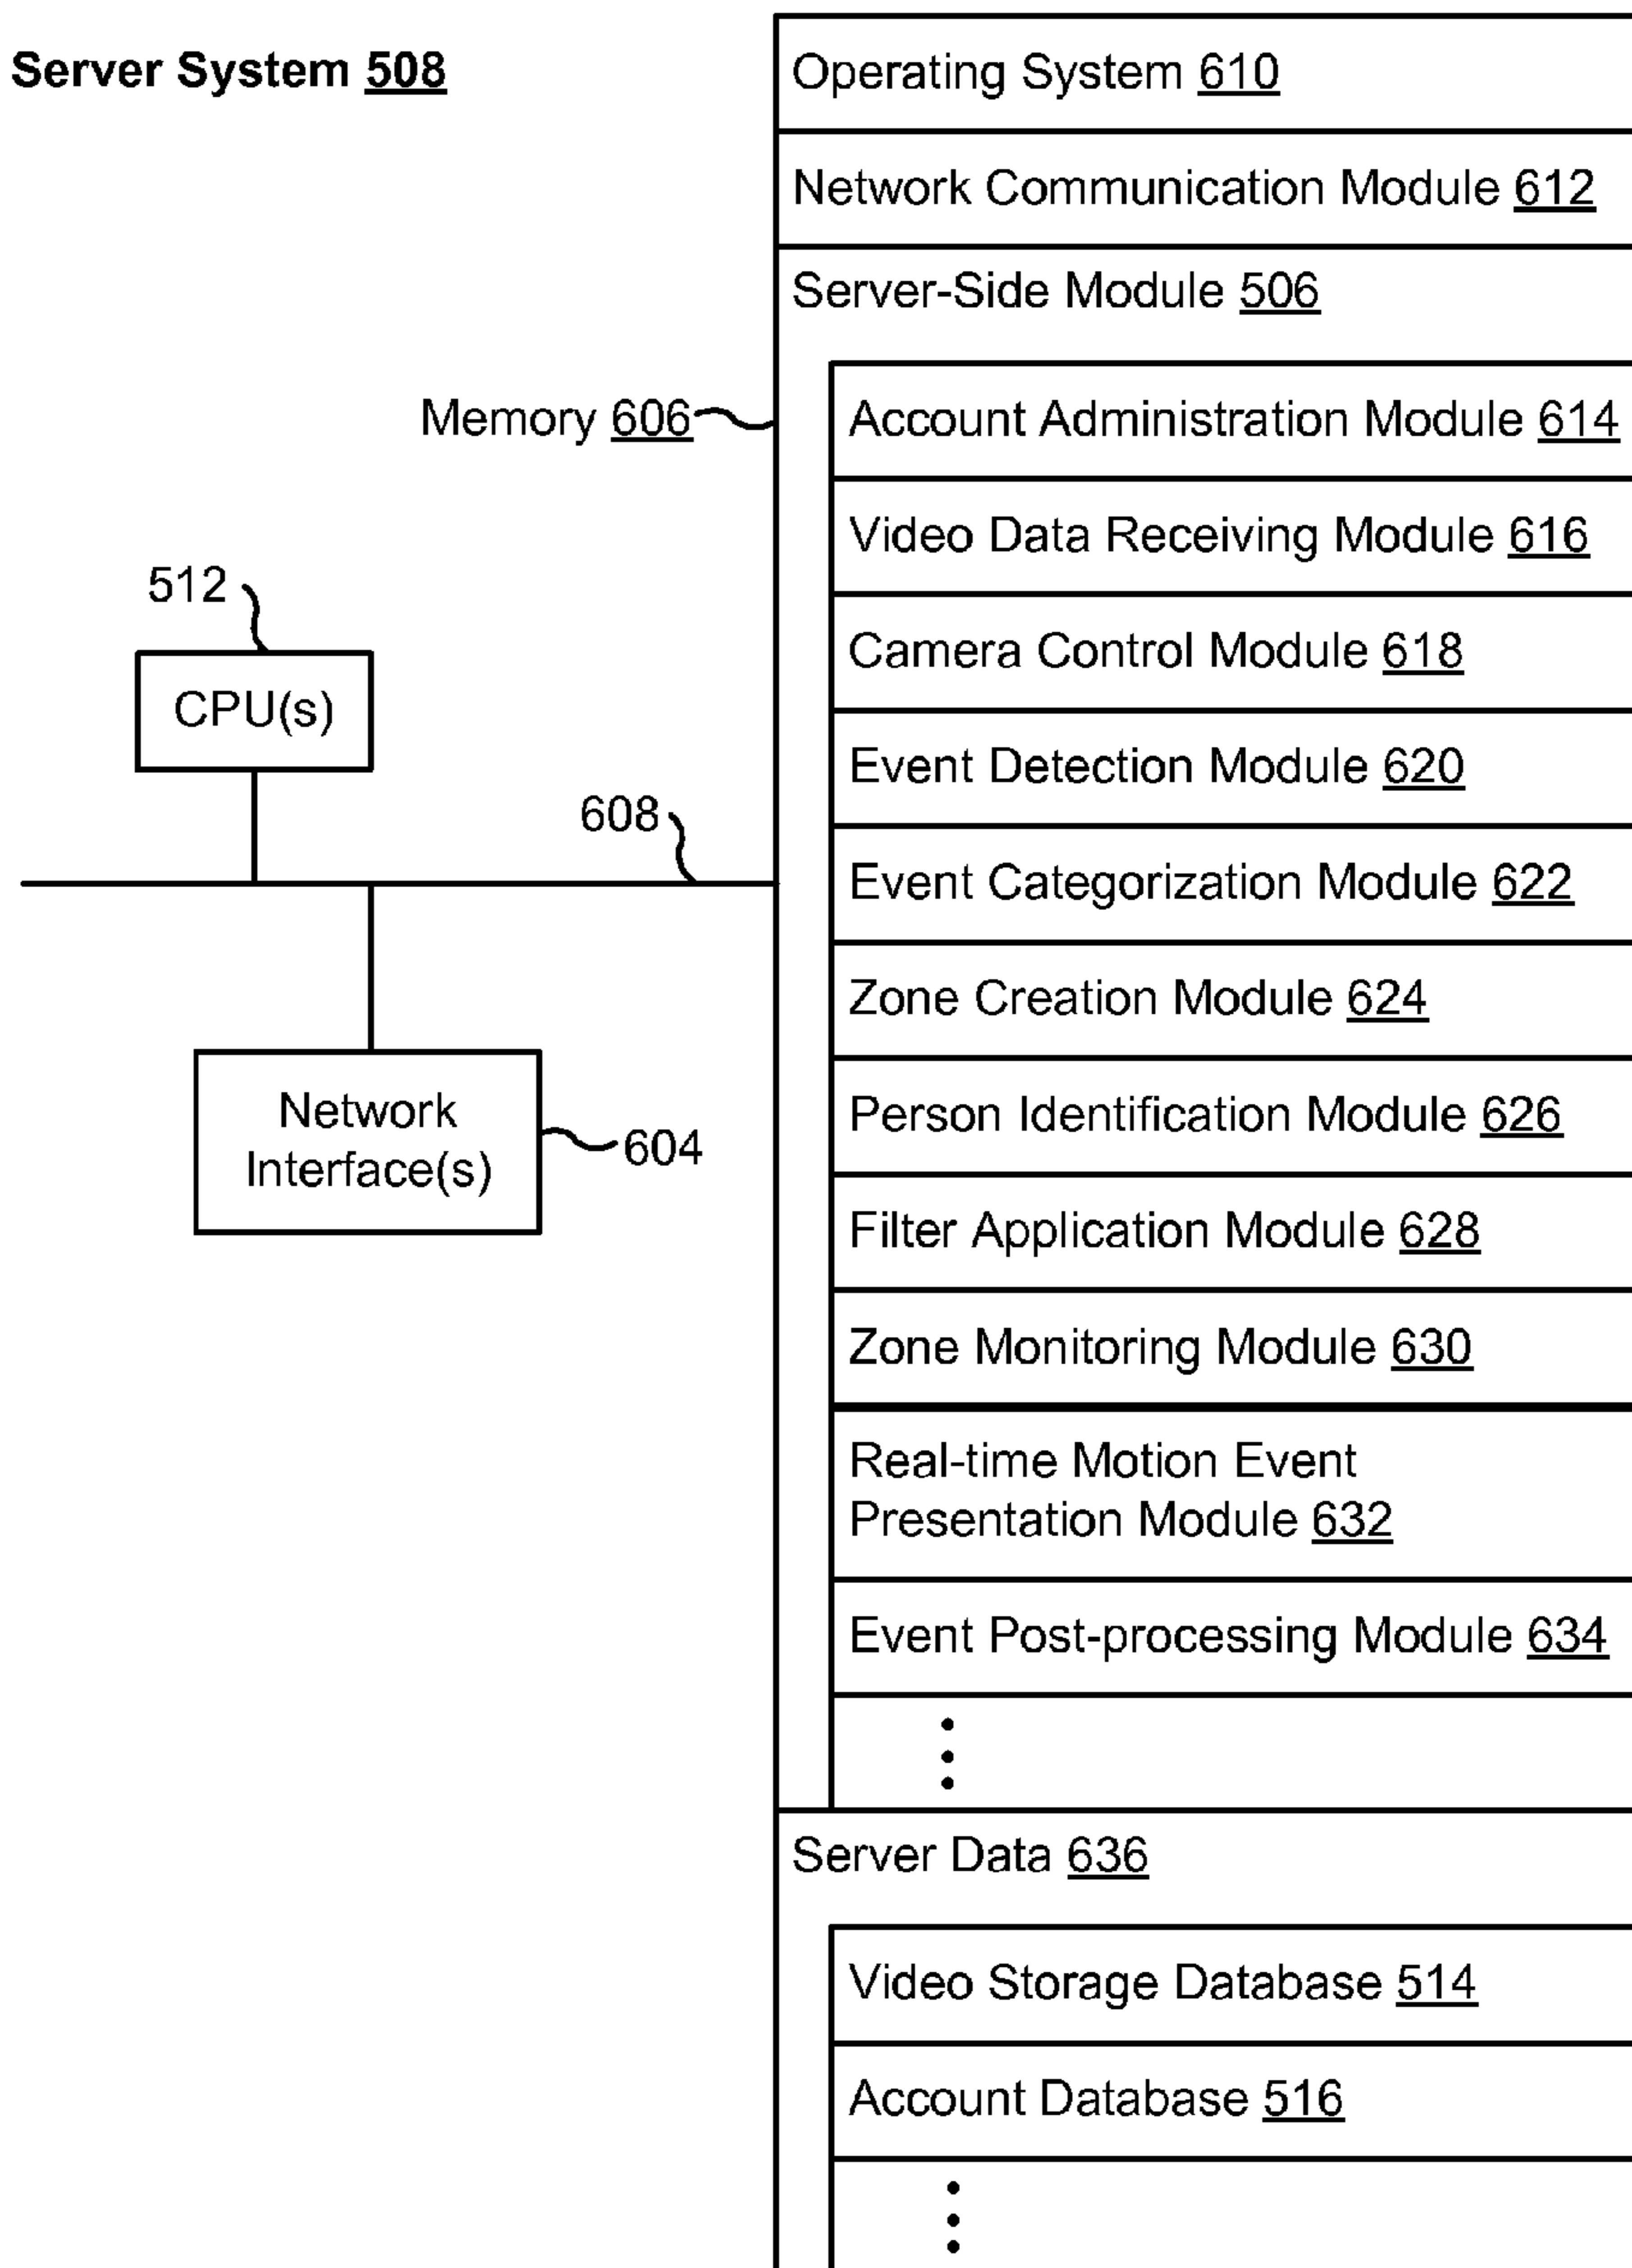 Server System 508
Operating System 610
Network Communication Module 612
Server-Side Module 506
Memory 606
Account Administration Module 614
Video Data Receiving Module 616
512
Camera Control Module 618
CPU(s)
Event Detection Module 620
608
Event Categorization Module 622
Zone Creation Module 624
Network
Interface(s)
604
Person Identification Module 626
Filter Application Module 628
Zone Monitoring Module 630
Real-time Motion Event
Presentation Module 632
Event Post-processing Module 634
Server Data 636
Video Storage Database 514
Account Database 516